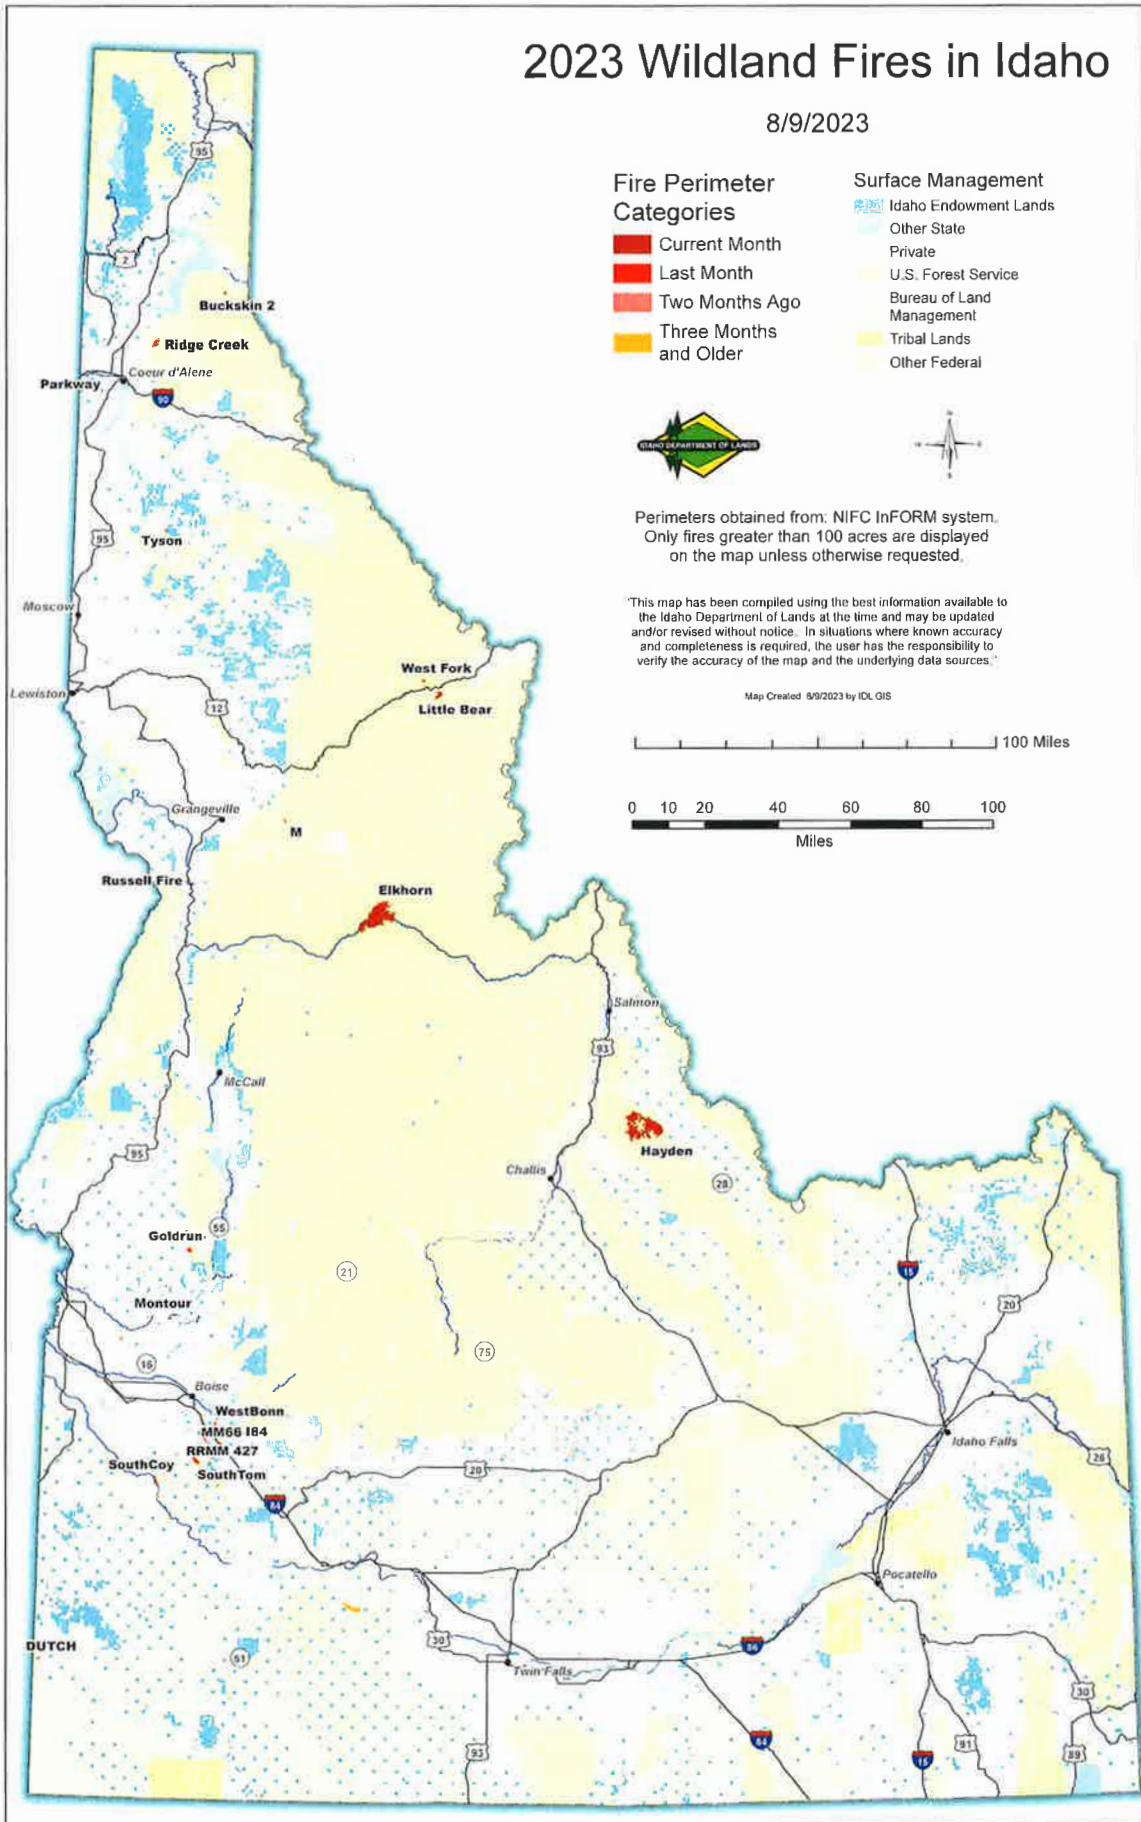 2023 Wildland Fires in Idaho
8/9/2023
Fire Perimeter
Categories
Current Month
Last Month
Two Months Ago
Three Months
and Older
Surface Management
Idaho Endowment Lands
Other State
Private
U.S. Forest Service
Bureau of Land
Management
Tribal Lands
Other Federal
IDAHO DEPARTMENT OF LANDS
N
W
E
S
Perimeters obtained from: NIFC InFORM system.
Only fires greater than 100 acres are displayed
on the map unless otherwise requested.
"This map has been compiled using the best information available to
the Idaho Department of Lands at the time and may be updated
and/or revised without notice. In situations where known accuracy
and completeness is required, the user has the responsibility to
verify the accuracy of the map and the underlying data sources."
Map Created 8/9/2023 by IDL GIS
100 Miles
0 10 20 40 60 80 100
Miles
95
2
Buckskin 2
Ridge Creek
Coeur d'Alene
Parkway
90
95
Tyson
Moscow
West Fork
Lewiston
12
Little Bear
Grangeville
M
Russell Fire
Elkhorn
Salmon
93
McCall
95
Hayden
Challis
28
55
Goldrun
21
15
Montour
20
75
16
Boise
WestBonn
MM66 I84
RRMM 427
SouthCoy
SouthTom
20
Idaho Falls
26
84
Pocatello
DUTCH
51
30
86
Twin Falls
30
93
84
91
15
89